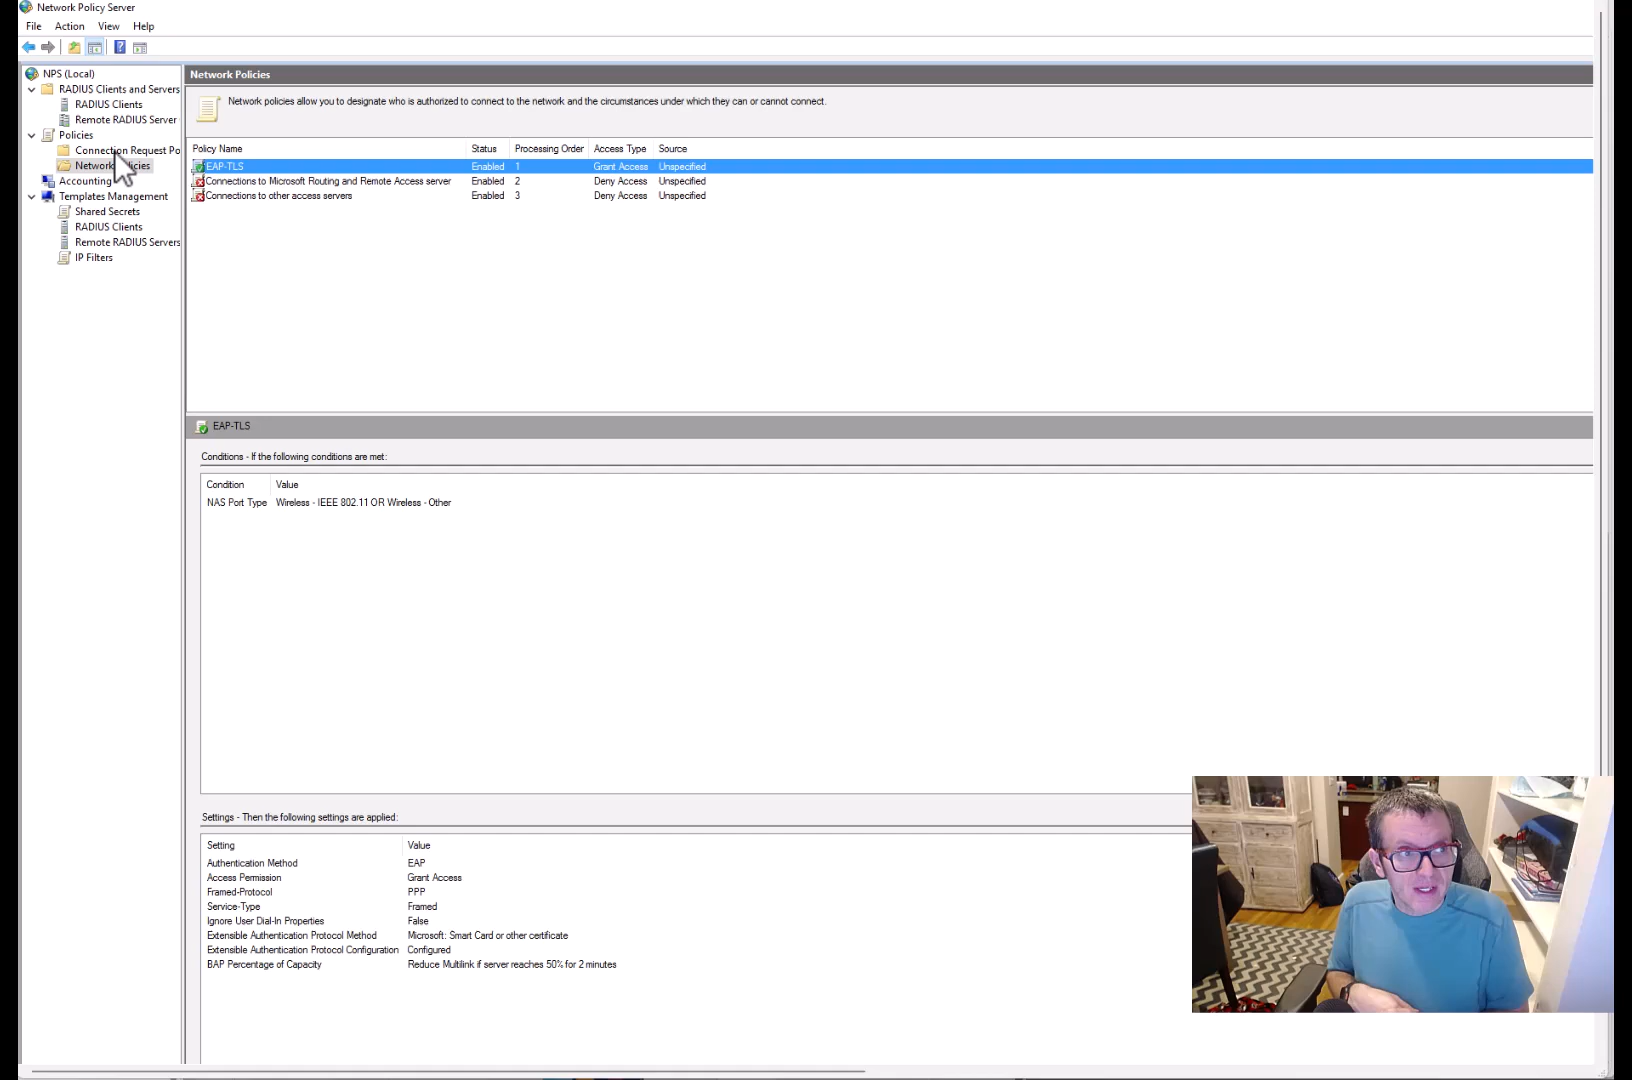 Network Policy Server
File Action View Help
NPS (Local)
RADIUS Clients and Servers
RADIUS Clients
Remote RADIUS Server
Policies
Connection Request Po
Network icies
Accounting
Templates Management
Shared Secrets
RADIUS Clients
Remote RADIUS Servers
IP Filters
Network Policies
Network policies allow you to designate who is authorized to connect to the network and the circumstances under which they can or cannot connect.
Policy Name Status Processing Order Access Type Source
EAP-TLS Enabled 1 Grant Access Unspecified
Connections to Microsoft Routing and Remote Access server Enabled 2 Deny Access Unspecified
Connections to other access servers Enabled 3 Deny Access Unspecified
EAP-TLS
Conditions - If the following conditions are met:
Condition Value
NAS Port Type Wireless - IEEE 802.11 OR Wireless - Other
Settings - Then the following settings are applied:
Setting Value
Authentication Method EAP
Access Permission Grant Access
Framed-Protocol PPP
Service-Type Framed
Ignore User Dial-In Properties False
Extensible Authentication Protocol Method Microsoft: Smart Card or other certificate
Extensible Authentication Protocol Configuration Configured
BAP Percentage of Capacity Reduce Multilink if server reaches 50% for 2 minutes